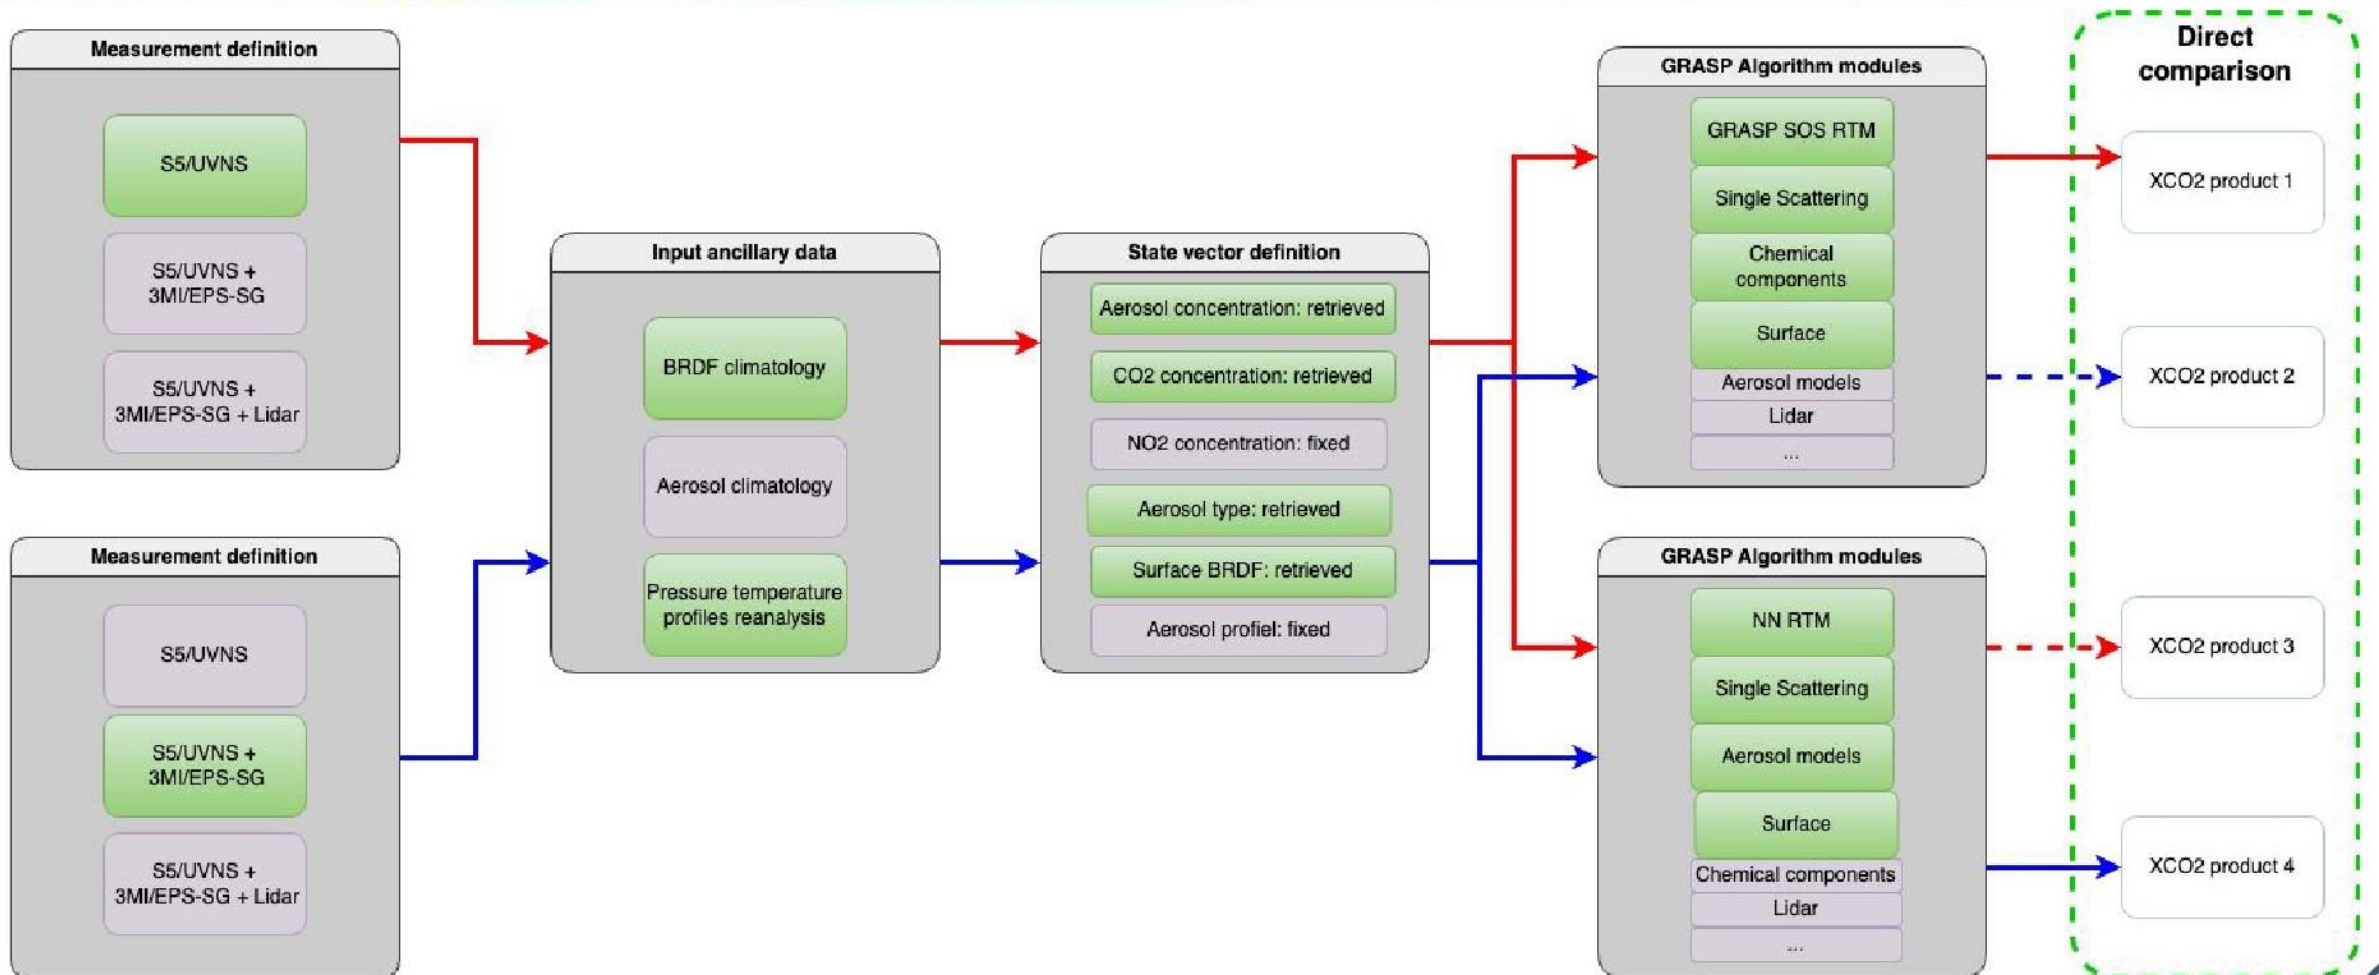 Measurement definition
S5/UVNS
S5/UVNS +
3MI/EPS-SG
S5/UVNS +
3MI/EPS-SG + Lidar
Measurement definition
S5/UVNS
S5/UVNS +
3MI/EPS-SG
S5/UVNS +
3MI/EPS-SG + Lidar
Input ancillary data
BRDF climatology
Aerosol climatology
Pressure temperature
profiles reanalysis
State vector definition
Aerosol concentration: retrieved
CO2 concentration: retrieved
NO2 concentration: fixed
Aerosol type: retrieved
Surface BRDF: retrieved
Aerosol profiel: fixed
GRASP Algorithm modules
GRASP SOS RTM
Single Scattering
Chemical
components
Surface
Aerosol models
Lidar
...
GRASP Algorithm modules
NN RTM
Single Scattering
Aerosol models
Surface
Chemical components
Lidar
...
Direct
comparison
XCO2 product 1
XCO2 product 2
XCO2 product 3
XCO2 product 4